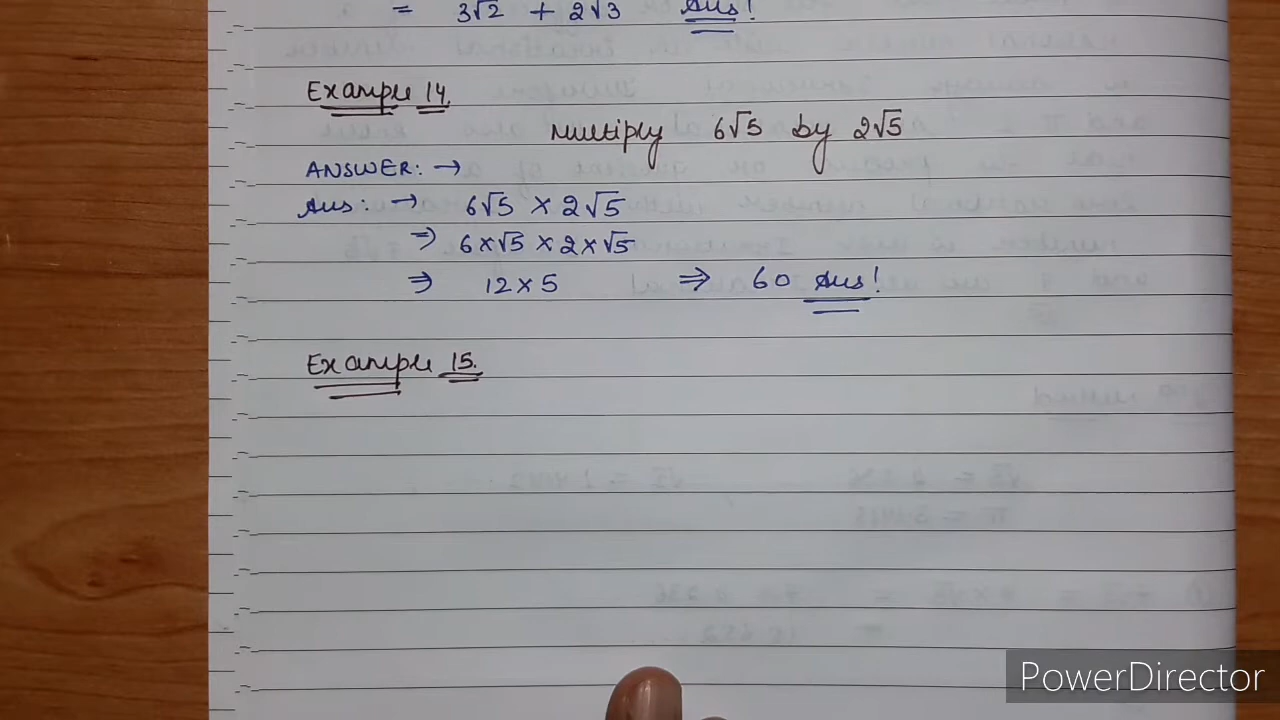 = 3√2 + 2√3 Ans!
Example 14.
Multiply 6√5 by 2√5
ANSWER: →
Ans: → 6√5 × 2√5
⇒ 6×√5 × 2×√5
⇒ 12×5 ⇒ 60 Ans!
Example 15.
PowerDirector